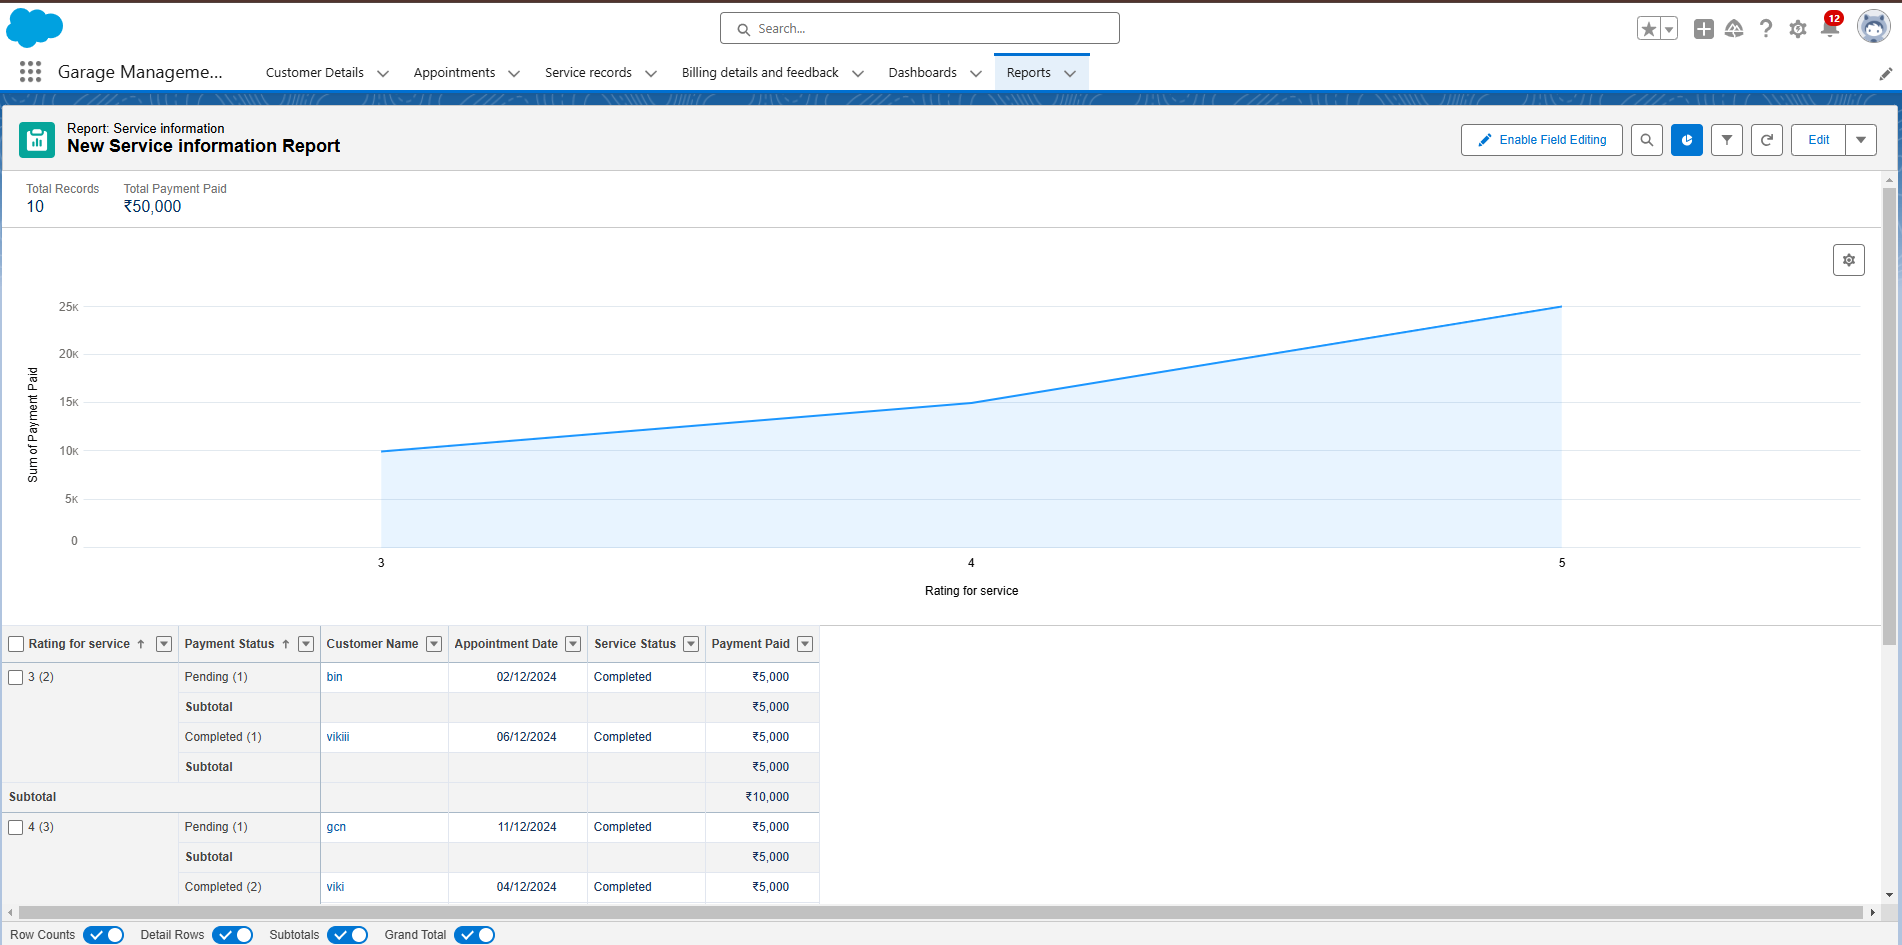 Search...
12
Garage Manageme...
Customer Details
Appointments
Service records
Billing details and feedback
Dashboards
Reports
Report: Service information
New Service information Report
Enable Field Editing
Edit
Total Records
Total Payment Paid
10
₹50,000
25K
20K
15K
10K
5K
0
Sum of Payment Paid
3
4
5
Rating for service
Rating for service ↑ Payment Status ↑ Customer Name Appointment Date Service Status Payment Paid
3 (2) Pending (1) bin 02/12/2024 Completed ₹5,000
Subtotal ₹5,000
Completed (1) vikiii 06/12/2024 Completed ₹5,000
Subtotal ₹5,000
Subtotal ₹10,000
4 (3) Pending (1) gcn 11/12/2024 Completed ₹5,000
Subtotal ₹5,000
Completed (2) viki 04/12/2024 Completed ₹5,000
Row Counts Detail Rows Subtotals Grand Total